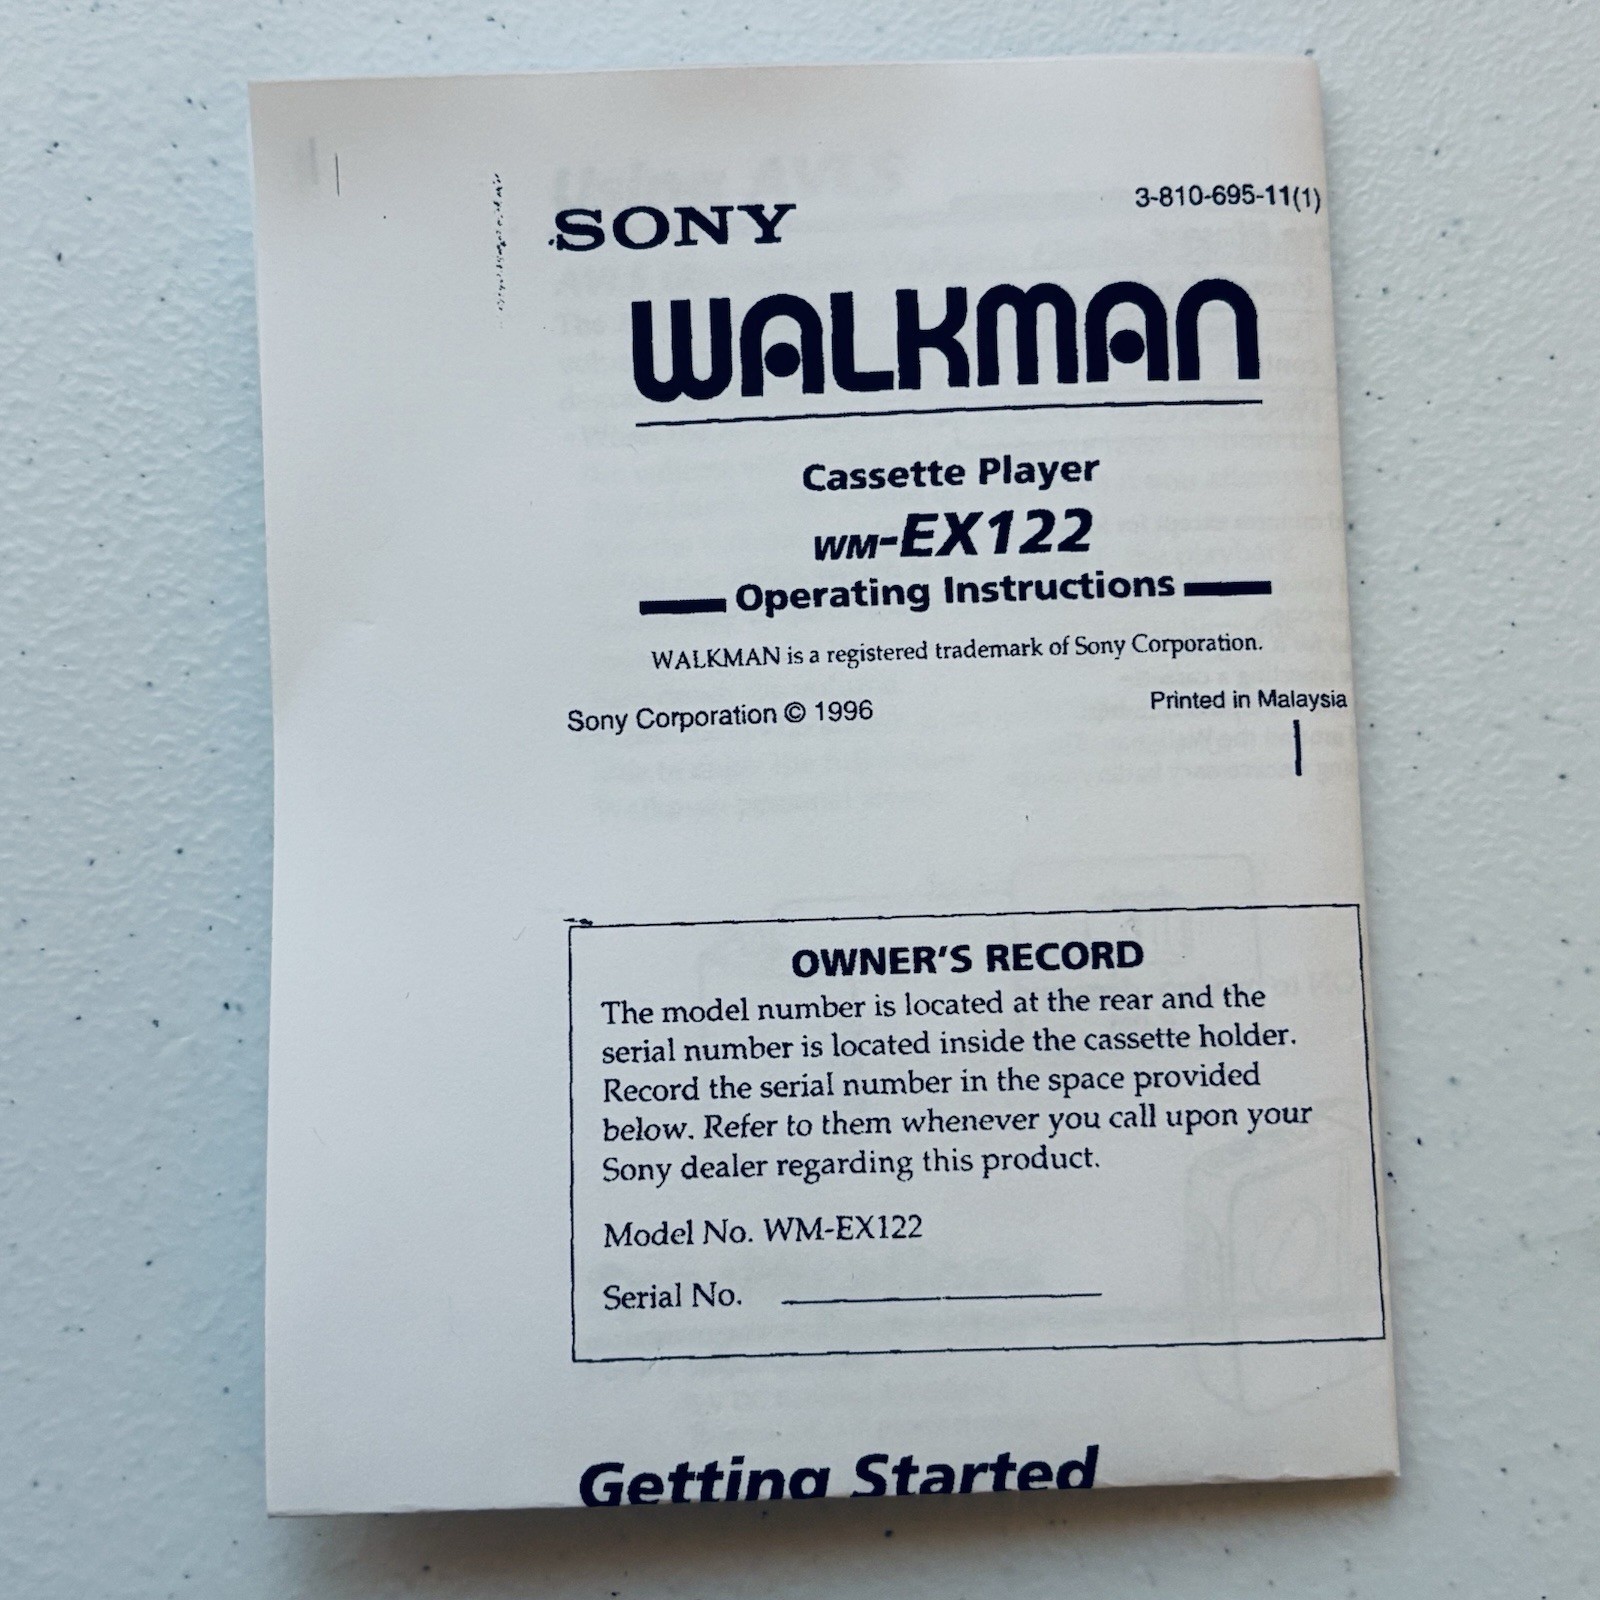 3-810-695-11(1)
SONY
WALKMAN
Cassette Player
WM-EX122
Operating Instructions
WALKMAN is a registered trademark of Sony Corporation.
Sony Corporation © 1996
Printed in Malaysia
OWNER'S RECORD
The model number is located at the rear and the
serial number is located inside the cassette holder.
Record the serial number in the space provided
below. Refer to them whenever you call upon your
Sony dealer regarding this product.
Model No. WM-EX122
Serial No.
Getting Started